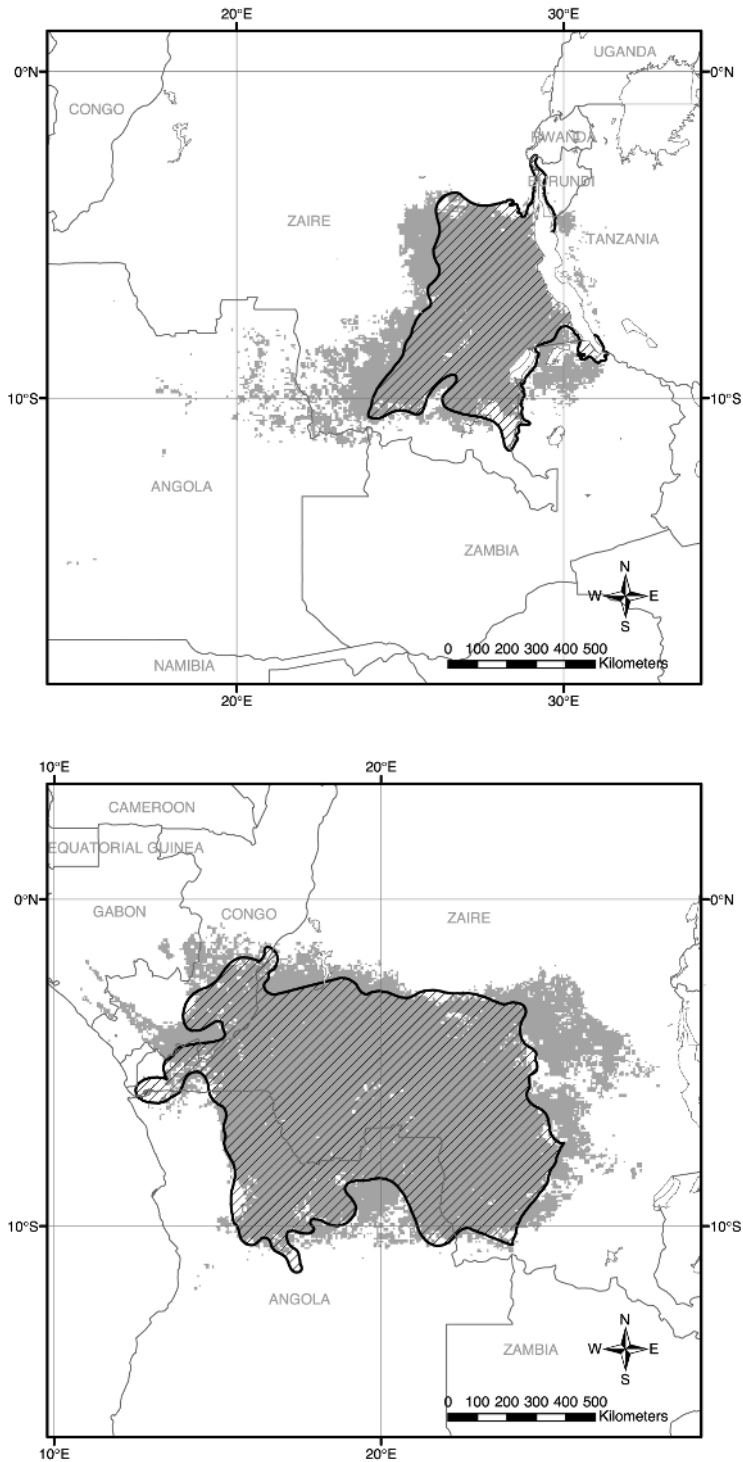 20°E 30°E
UGANDA
0°N 0°N
CONGO
RWANDA
BURUNDI
ZAIRE
TANZANIA
10°S 10°S
ANGOLA
ZAMBIA
N
W E
S
0 100 200 300 400 500
Kilometers
NAMIBIA
20°E 30°E
10°E 20°E
CAMEROON
EQUATORIAL GUINEA
0°N 0°N
GABON CONGO ZAIRE
10°S 10°S
ANGOLA
N
ZAMBIA W E
S
0 100 200 300 400 500
Kilometers
10°E 20°E